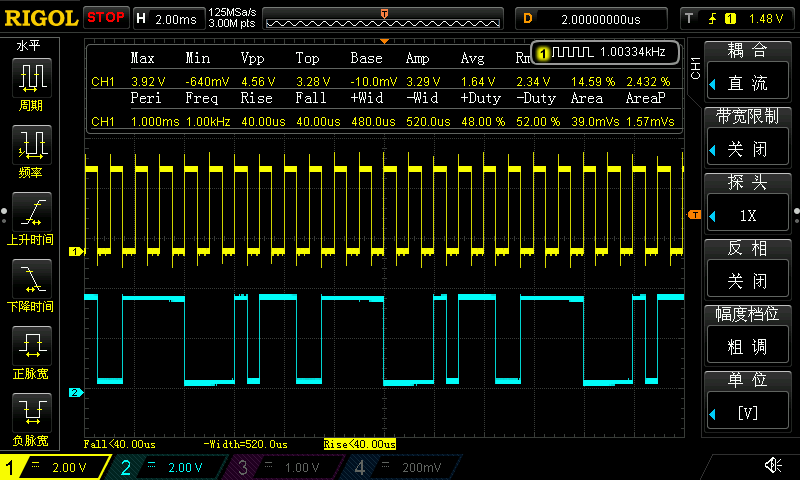 RIGOL STOP H 2.00ms 125MSa/s 3.00M pts T D 2.00000000us T 1 1.48 V
水平
周期
频率
上升时间
下降时间
正脉宽
负脉宽
1 1.00334kHz
Max Min Vpp Top Base Amp Avg Rm
CH1 3.92 V -640mV 4.56 V 3.28 V -10.0mV 3.29 V 1.64 V 2.34 V 14.59 % 2.432 %
Peri Freq Rise Fall +Wid -Wid +Duty -Duty Area AreaP
CH1 1.000ms 1.00kHz 40.00us 40.00us 480.0us 520.0us 48.00 % 52.00 % 39.0mVs 1.57mVs
T
1
2
Fall<40.00us -Width=520.0us Rise<40.00us
CH1
耦合
直流
带宽限制
关闭
探头
1X
反相
关闭
幅度档位
粗调
单位
[V]
1 2.00 V 2 2.00 V 3 1.00 V 4 200mV